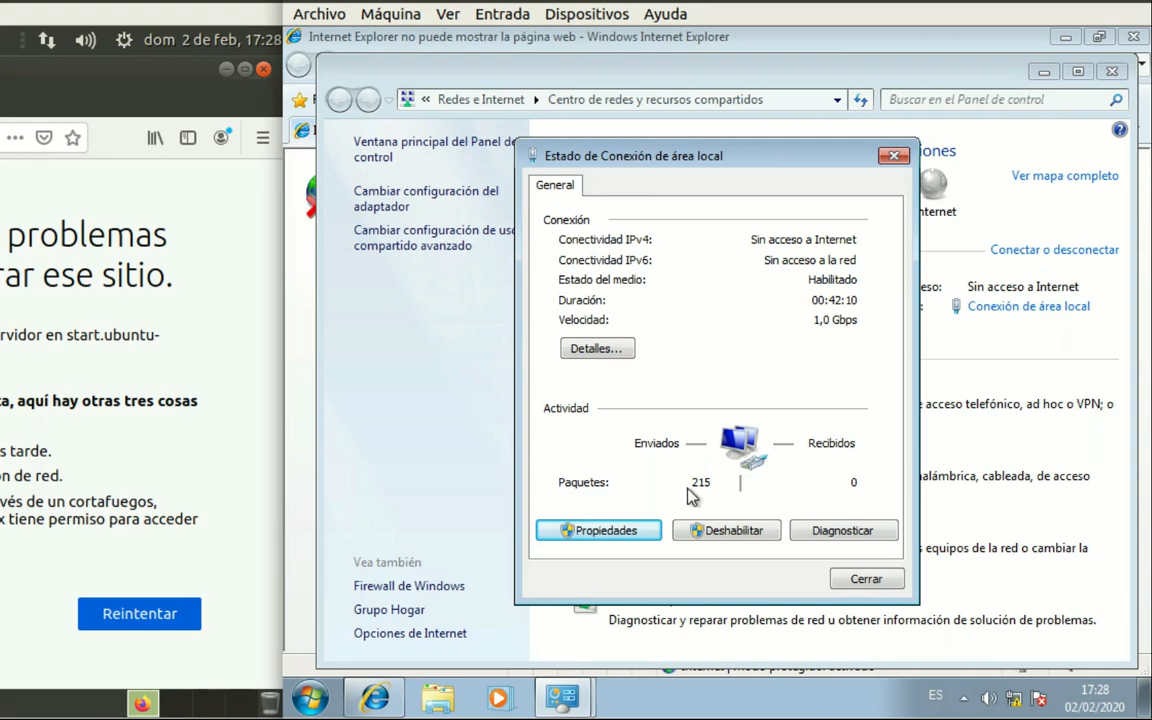 Archivo Máquina Ver Entrada Dispositivos Ayuda
dom 2 de feb, 17:28
Internet Explorer no puede mostrar la página web - Windows Internet Explorer
« Redes e Internet Centro de redes y recursos compartidos
Buscar en el Panel de control
problemas
rar ese sitio.
rvidor en start.ubuntu-
ta, aquí hay otras tres cosas
s tarde.
ón de red.
vés de un cortafuegos,
x tiene permiso para acceder
Reintentar
Ventana principal del Panel de
control
Cambiar configuración del
adaptador
Cambiar configuración de uso
compartido avanzado
Vea también
Firewall de Windows
Grupo Hogar
Opciones de Internet
Estado de Conexión de área local
General
Conexión
Conectividad IPv4: Sin acceso a Internet
Conectividad IPv6: Sin acceso a la red
Estado del medio: Habilitado
Duración: 00:42:10
Velocidad: 1,0 Gbps
Detalles...
Actividad
Enviados Recibidos
Paquetes: 215 0
Propiedades Deshabilitar Diagnosticar
Cerrar
iones
Ver mapa completo
nternet
Conectar o desconectar
eso: Sin acceso a Internet
Conexión de área local
acceso telefónico, ad hoc o VPN; o
alámbrica, cableada, de acceso
equipos de la red o cambiar la
Diagnosticar y reparar problemas de red u obtener información de solución de problemas.
ES
17:28
02/02/2020